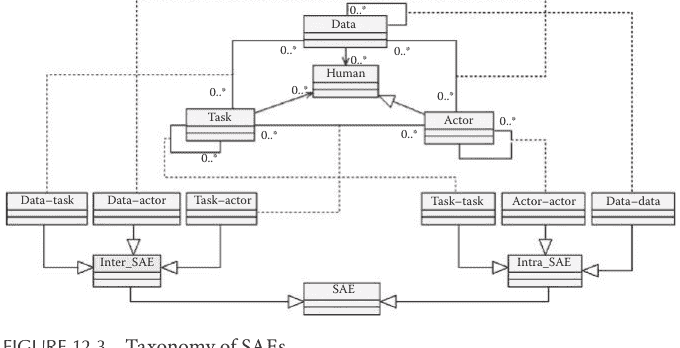 0..*
Data
0..*
0..*
0..*
Human
0..*
0..*
0..*
Task
Actor
0..*
0..*
0..*
0..*
Data–task
Data–actor
Task–actor
Task–task
Actor–actor
Data–data
Inter_SAE
Intra_SAE
SAE
FIGURE 12.3 Taxonomy of SAEs